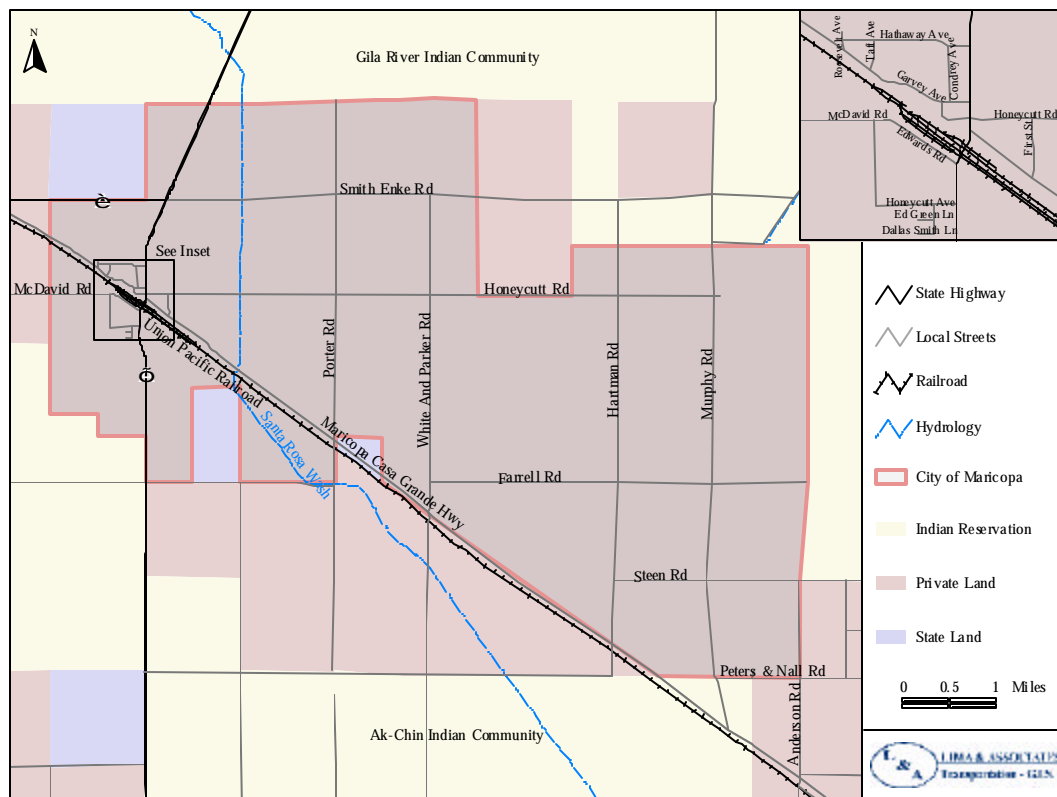 N
Gila River Indian Community
Smith Enke Rd
See Inset
McDavid Rd
Honeycutt Rd
Union Pacific Railroad
Porter Rd
White And Parker Rd
Hartman Rd
Murphy Rd
Santa Rosa Wash
Maricopa Casa Grande Hwy
Farrell Rd
Steen Rd
Peters & Nall Rd
Anderson Rd
Ak-Chin Indian Community
Roosevelt Ave
Taft Ave
Hathaway Ave
Condrey Ave
Garvey Ave
McDavid Rd
Honeycutt Rd
First St
Edwards Rd
Honeycutt Ave
Ed Green Ln
Dallas Smith Ln
State Highway
Local Streets
Railroad
Hydrology
City of Maricopa
Indian Reservation
Private Land
State Land
0 0.5 1 Miles
L & A
LIMA & ASSOCIATES
Transportation - G.I.S.